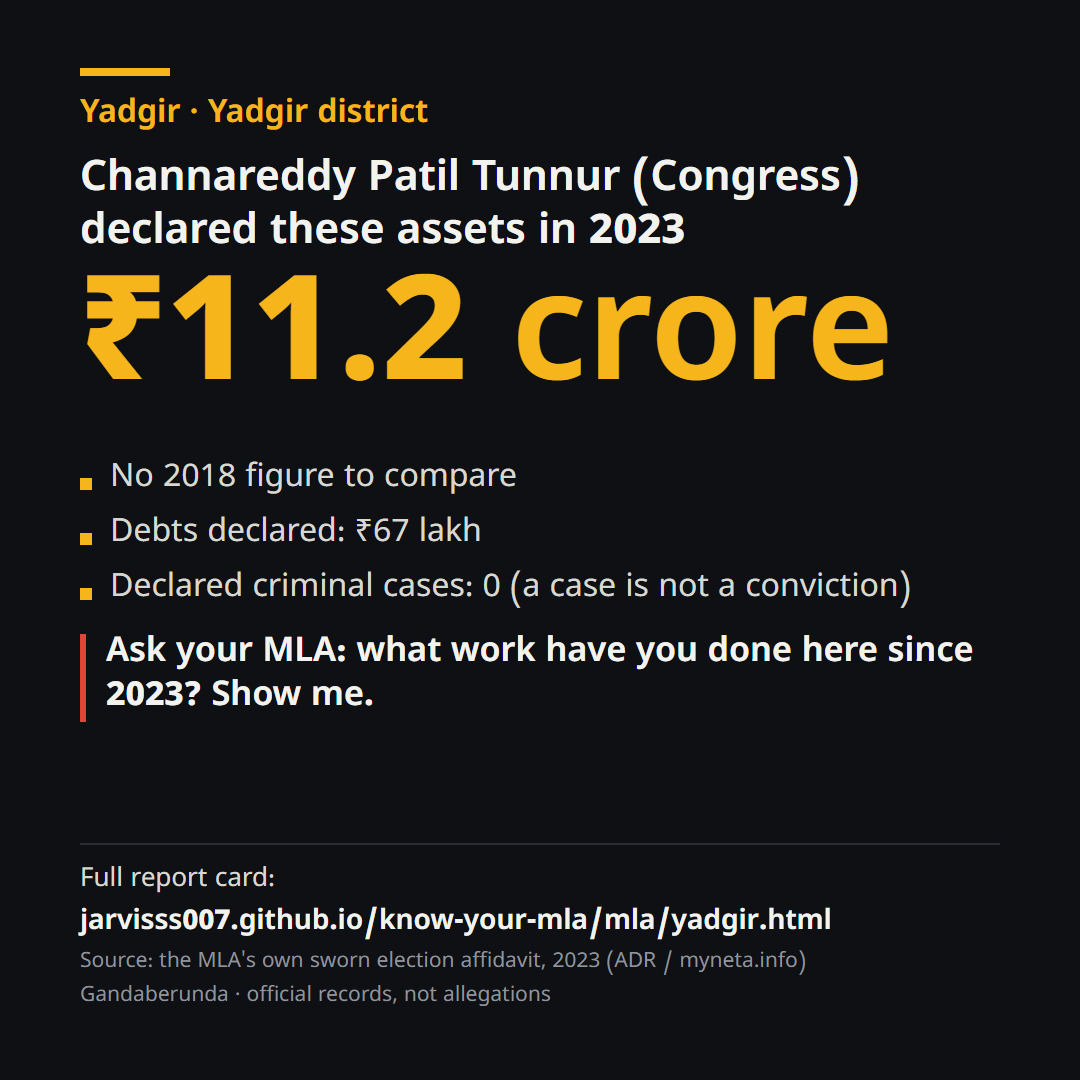 Yadgir · Yadgir district
Channareddy Patil Tunnur (Congress)
declared these assets in 2023
₹11.2 crore
No 2018 figure to compare
Debts declared: ₹67 lakh
Declared criminal cases: 0 (a case is not a conviction)
Ask your MLA: what work have you done here since
2023? Show me.
Full report card:
jarvisss007.github.io/know-your-mla/mla/yadgir.html
Source: the MLA's own sworn election affidavit, 2023 (ADR / myneta.info)
Gandaberunda · official records, not allegations